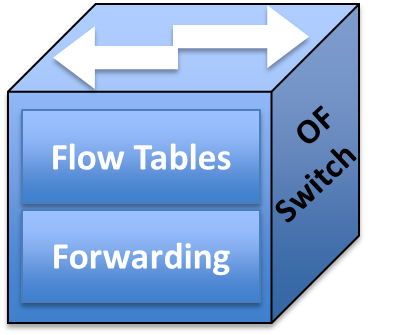 Flow Tables
Forwarding
OF
Switch